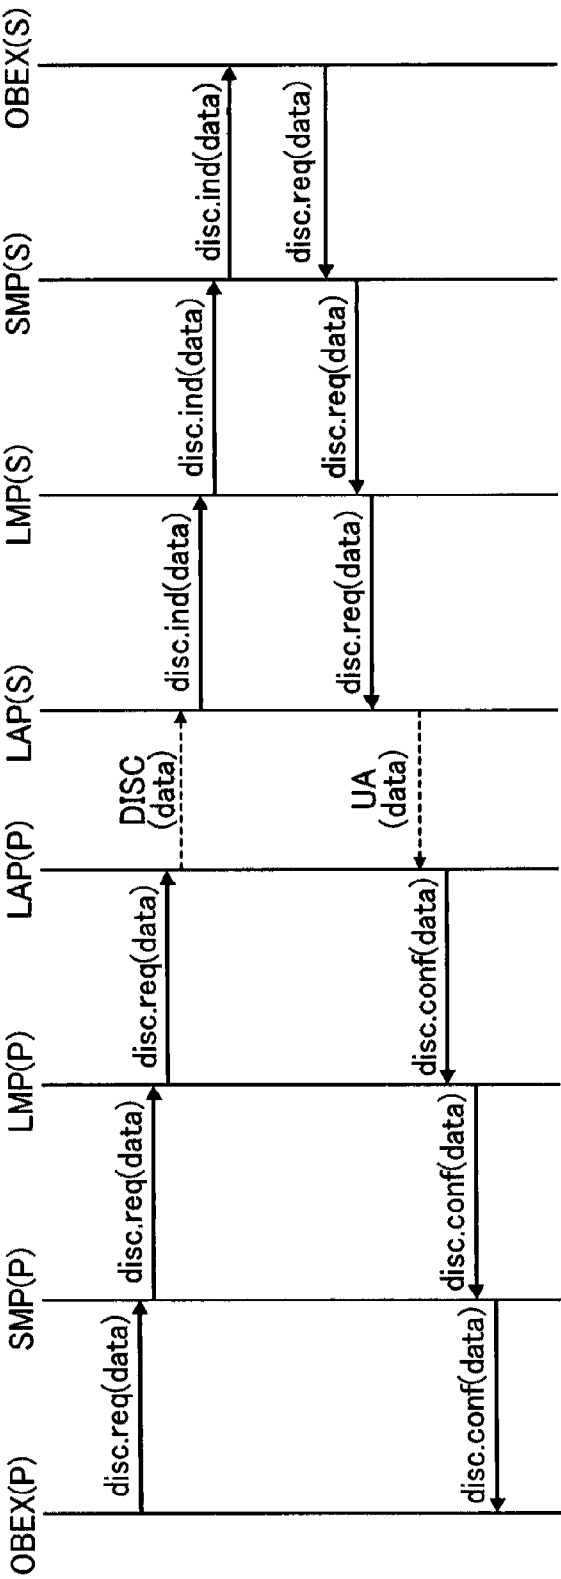 OBEX(P)
SMP(P)
LMP(P)
LAP(P)
LAP(S)
LMP(S)
SMP(S)
OBEX(S)
disc.req(data)
disc.req(data)
disc.req(data)
DISC
(data)
disc.ind(data)
disc.ind(data)
disc.ind(data)
disc.req(data)
disc.req(data)
disc.req(data)
UA
(data)
disc.conf(data)
disc.conf(data)
disc.conf(data)